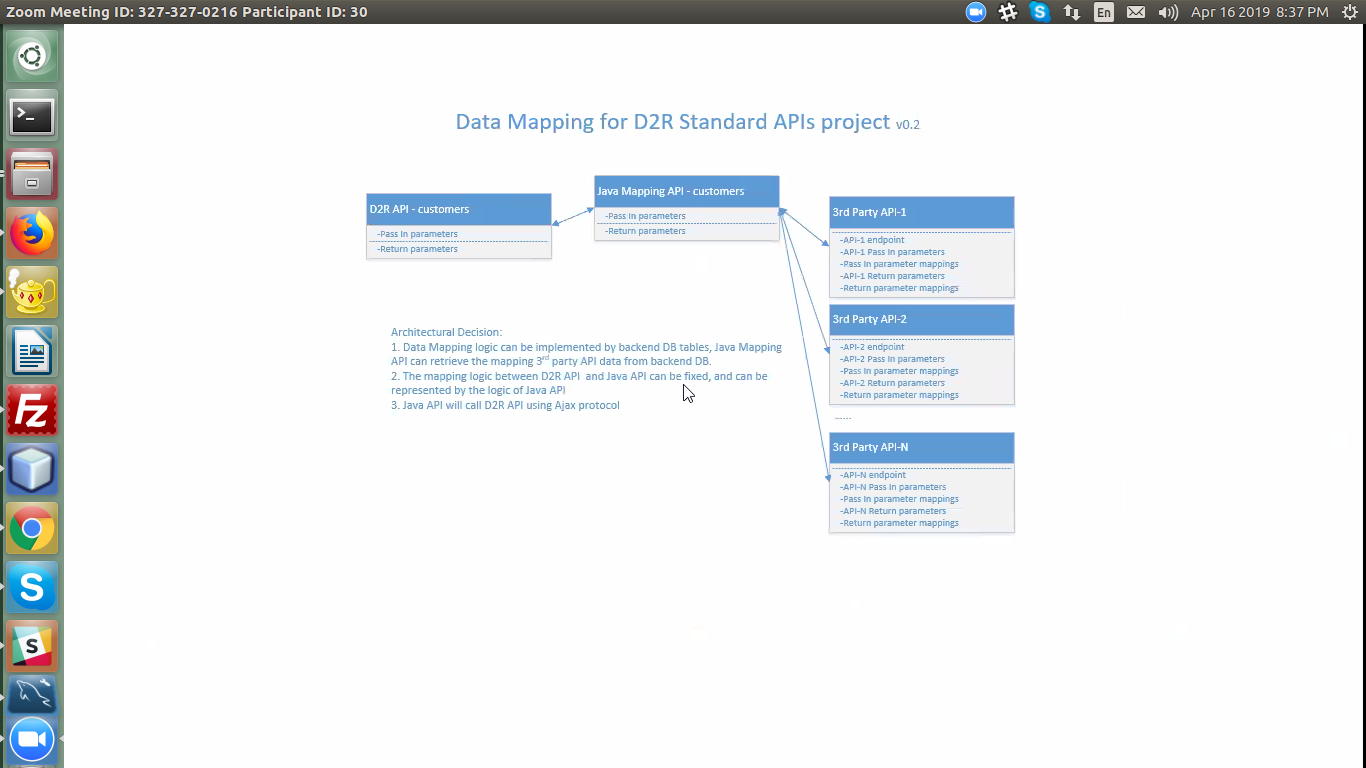 Zoom Meeting ID: 327-327-0216 Participant ID: 30
En
Apr 16 2019 8:37 PM
Data Mapping for D2R Standard APIs project v0.2
D2R API - customers
-Pass In parameters
-Return parameters
Java Mapping API - customers
-Pass In parameters
-Return parameters
3rd Party API-1
-API-1 endpoint
-API-1 Pass In parameters
-Pass In parameter mappings
-API-1 Return parameters
-Return parameter mappings
3rd Party API-2
-API-2 endpoint
-API-2 Pass In parameters
-Pass In parameter mappings
-API-2 Return parameters
-Return parameter mappings
......
3rd Party API-N
-API-N endpoint
-API-N Pass In parameters
-Pass In parameter mappings
-API-N Return parameters
-Return parameter mappings
Architectural Decision:
1. Data Mapping logic can be implemented by backend DB tables, Java Mapping
API can retrieve the mapping 3rd party API data from backend DB.
2. The mapping logic between D2R API and Java API can be fixed, and can be
represented by the logic of Java API
3. Java API will call D2R API using Ajax protocol
>_
Fz
S
S